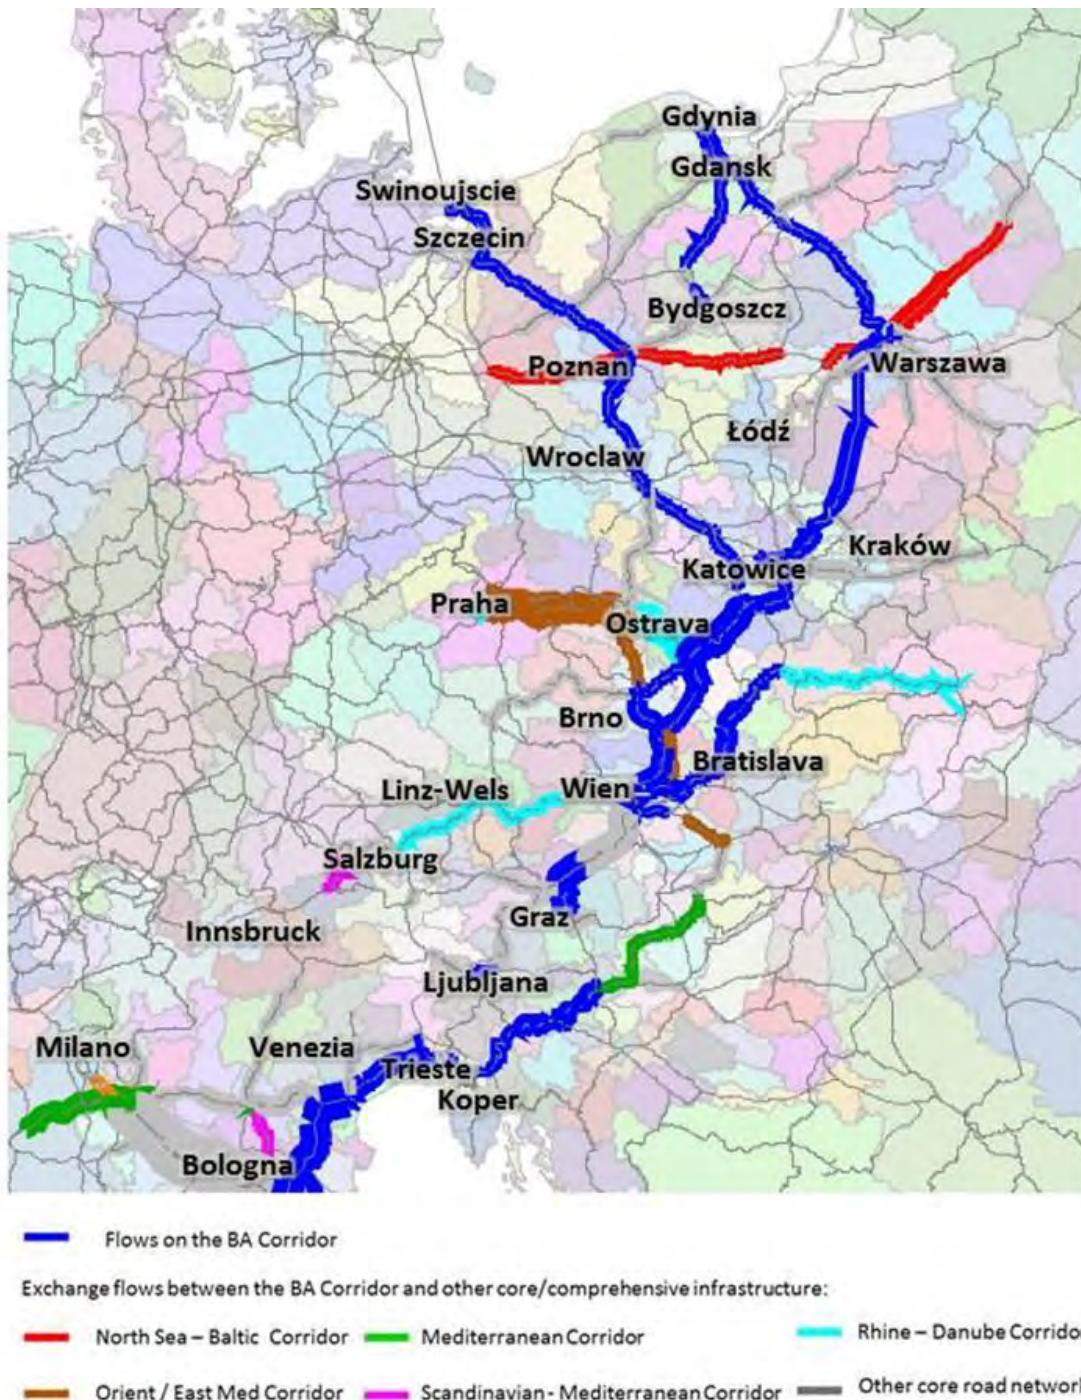 Gdynia
Gdansk
Swinoujscie
Szczecin
Bydgoszcz
Poznan
Warszawa
Łódź
Wroclaw
Kraków
Katowice
Praha
Ostrava
Brno
Bratislava
Linz-Wels
Wien
Salzburg
Graz
Innsbruck
Ljubljana
Milano
Venezia
Trieste
Koper
Bologna
Flows on the BA Corridor
Exchange flows between the BA Corridor and other core/comprehensive infrastructure:
North Sea – Baltic Corridor Mediterranean Corridor Rhine – Danube Corrido
Orient / East Med Corridor Scandinavian - Mediterranean Corridor Other core road network